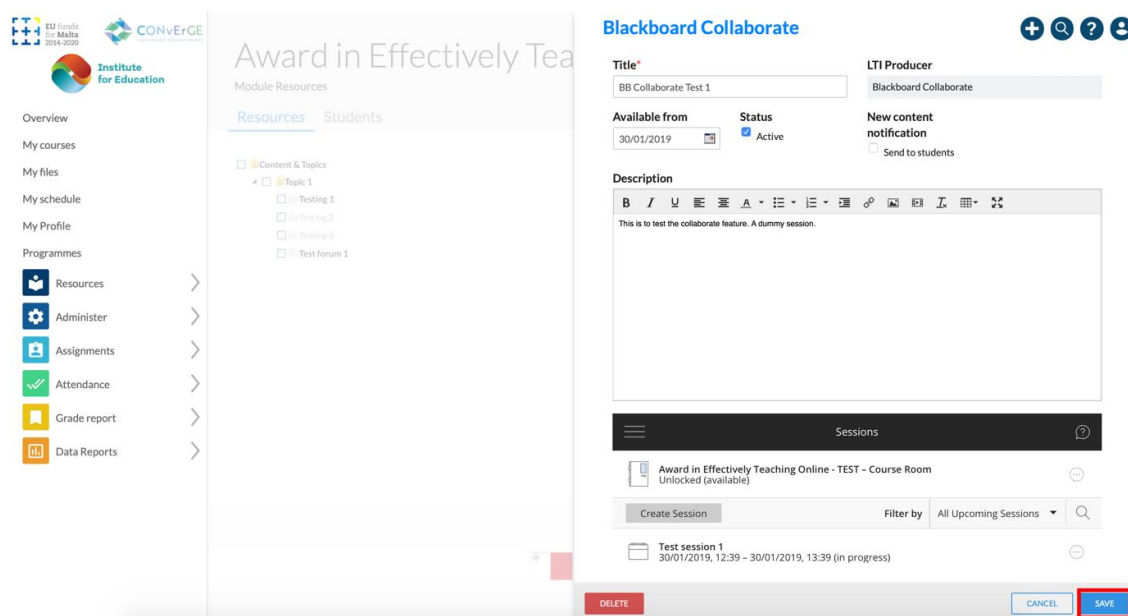 EU funds
for Malta
2014-2020
CONvErGE
Institute
for Education
Overview
My courses
My files
My schedule
My Profile
Programmes
Resources
Administer
Assignments
Attendance
Grade report
Data Reports
Award in Effectively Tea
Module Resources
Resources Students
Content & Topics
Topic 1
Testing 1
Testing 2
Testing 3
Test forum 1
Blackboard Collaborate
Title*
LTI Producer
BB Collaborate Test 1
Blackboard Collaborate
Available from
Status
New content
notification
30/01/2019
Active
Send to students
Description
B I U
This is to test the collaborate feature. A dummy session.
Sessions
Award in Effectively Teaching Online - TEST – Course Room
Unlocked (available)
Create Session
Filter by
All Upcoming Sessions
Test session 1
30/01/2019, 12:39 – 30/01/2019, 13:39 (in progress)
DELETE
CANCEL
SAVE